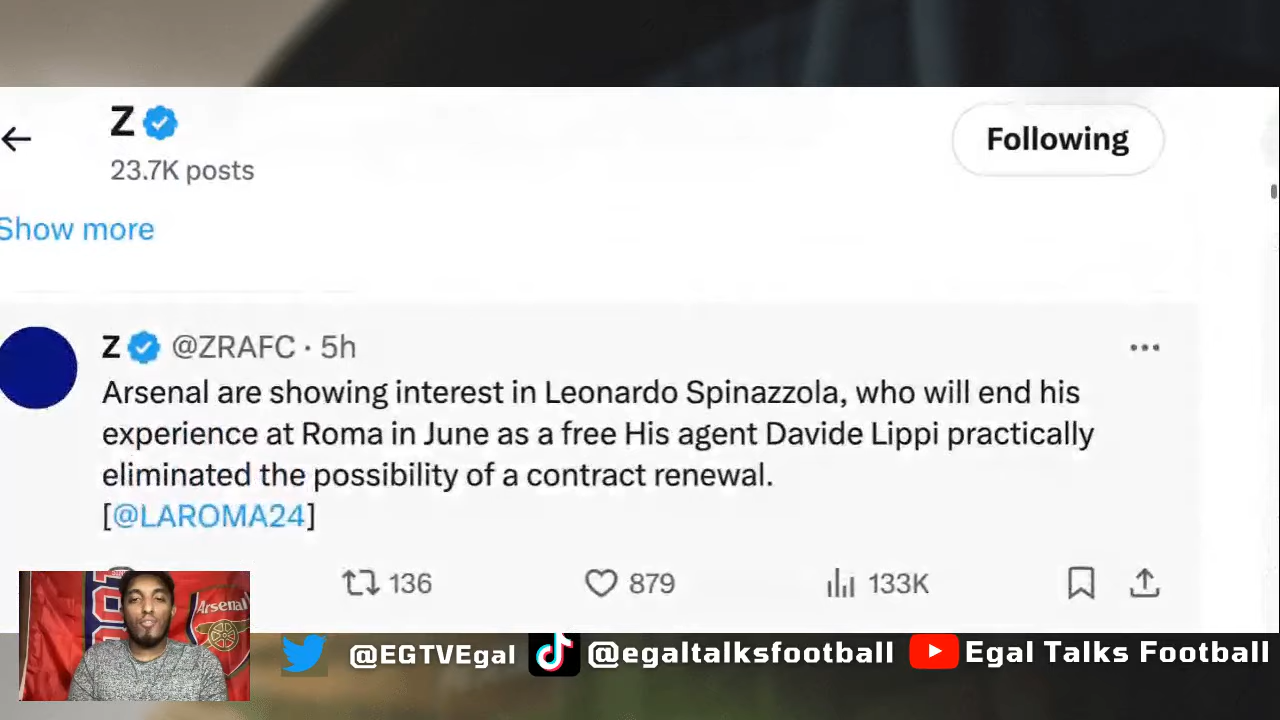 Z
23.7K posts
Following
Show more
Z @ZRAFC · 5h
Arsenal are showing interest in Leonardo Spinazzola, who will end his
experience at Roma in June as a free His agent Davide Lippi practically
eliminated the possibility of a contract renewal.
[@LAROMA24]
136
879
133K
Arsenal
@EGTVEgal
@egaltalksfootball
Egal Talks Football